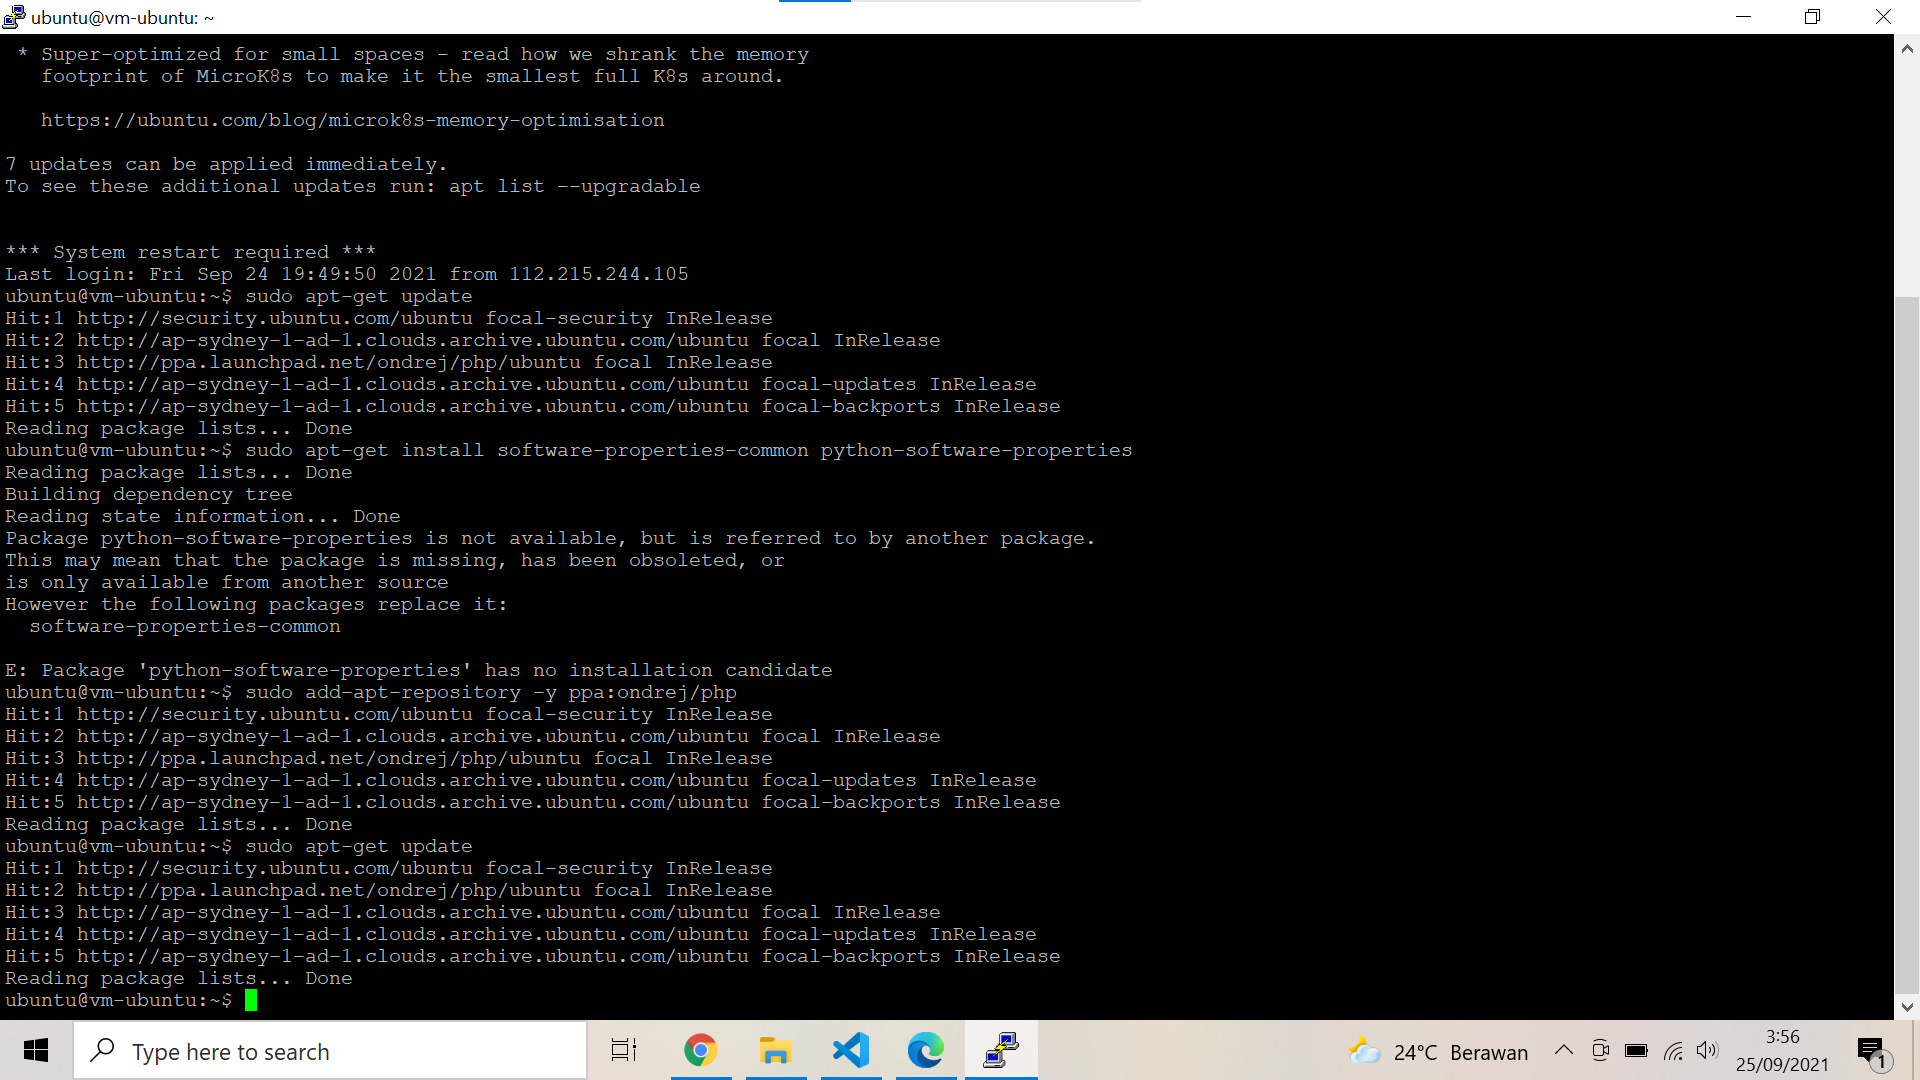 ubuntu@vm-ubuntu: ~
 * Super-optimized for small spaces - read how we shrank the memory
   footprint of MicroK8s to make it the smallest full K8s around.
   https://ubuntu.com/blog/microk8s-memory-optimisation
7 updates can be applied immediately.
To see these additional updates run: apt list --upgradable
*** System restart required ***
Last login: Fri Sep 24 19:49:50 2021 from 112.215.244.105
ubuntu@vm-ubuntu:~$ sudo apt-get update
Hit:1 http://security.ubuntu.com/ubuntu focal-security InRelease
Hit:2 http://ap-sydney-1-ad-1.clouds.archive.ubuntu.com/ubuntu focal InRelease
Hit:3 http://ppa.launchpad.net/ondrej/php/ubuntu focal InRelease
Hit:4 http://ap-sydney-1-ad-1.clouds.archive.ubuntu.com/ubuntu focal-updates InRelease
Hit:5 http://ap-sydney-1-ad-1.clouds.archive.ubuntu.com/ubuntu focal-backports InRelease
Reading package lists... Done
ubuntu@vm-ubuntu:~$ sudo apt-get install software-properties-common python-software-properties
Reading package lists... Done
Building dependency tree
Reading state information... Done
Package python-software-properties is not available, but is referred to by another package.
This may mean that the package is missing, has been obsoleted, or
is only available from another source
However the following packages replace it:
  software-properties-common
E: Package 'python-software-properties' has no installation candidate
ubuntu@vm-ubuntu:~$ sudo add-apt-repository -y ppa:ondrej/php
Hit:1 http://security.ubuntu.com/ubuntu focal-security InRelease
Hit:2 http://ap-sydney-1-ad-1.clouds.archive.ubuntu.com/ubuntu focal InRelease
Hit:3 http://ppa.launchpad.net/ondrej/php/ubuntu focal InRelease
Hit:4 http://ap-sydney-1-ad-1.clouds.archive.ubuntu.com/ubuntu focal-updates InRelease
Hit:5 http://ap-sydney-1-ad-1.clouds.archive.ubuntu.com/ubuntu focal-backports InRelease
Reading package lists... Done
ubuntu@vm-ubuntu:~$ sudo apt-get update
Hit:1 http://security.ubuntu.com/ubuntu focal-security InRelease
Hit:2 http://ppa.launchpad.net/ondrej/php/ubuntu focal InRelease
Hit:3 http://ap-sydney-1-ad-1.clouds.archive.ubuntu.com/ubuntu focal InRelease
Hit:4 http://ap-sydney-1-ad-1.clouds.archive.ubuntu.com/ubuntu focal-updates InRelease
Hit:5 http://ap-sydney-1-ad-1.clouds.archive.ubuntu.com/ubuntu focal-backports InRelease
Reading package lists... Done
ubuntu@vm-ubuntu:~$
Type here to search
24°C Berawan
3:56
25/09/2021
1